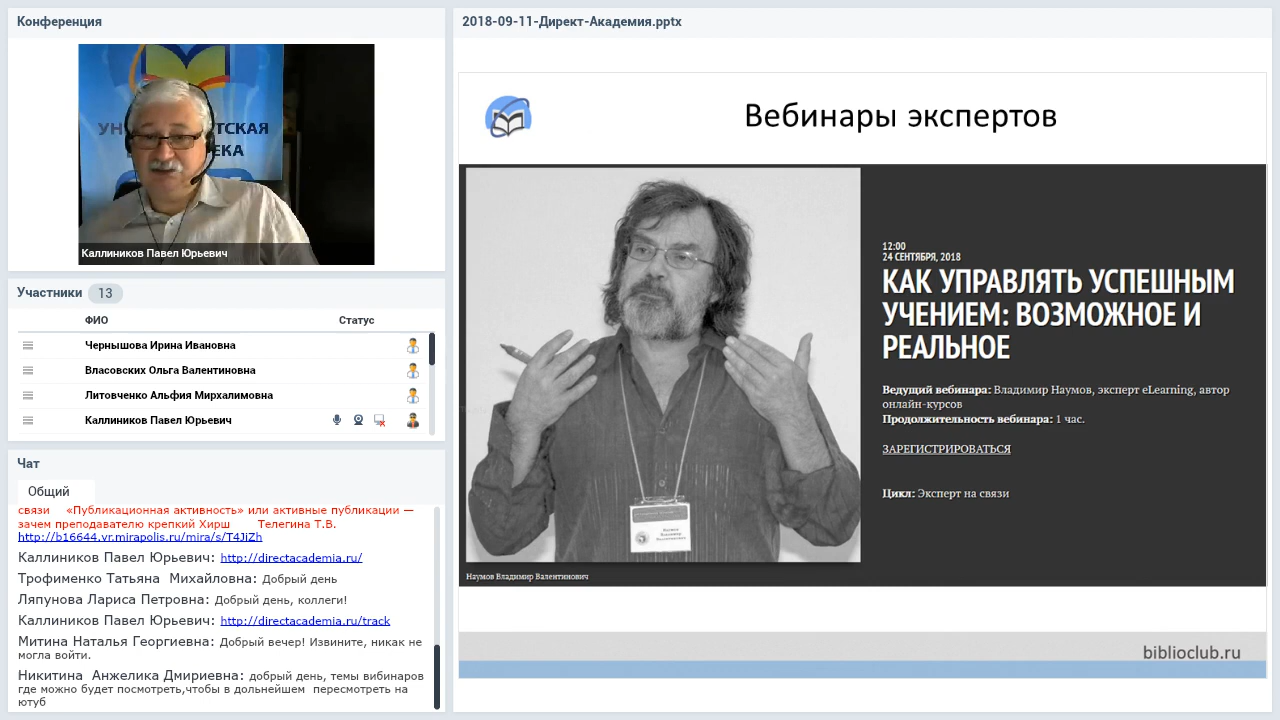 Конференция
УН
ТСКАЯ
ЕКА
Каллиников Павел Юрьевич
Участники 13
ФИО Статус
Чернышова Ирина Ивановна
Власовских Ольга Валентиновна
Литовченко Альфия Мирхалимовна
Каллиников Павел Юрьевич
Чат
Общий
связи «Публикационная активность» или активные публикации —
зачем преподавателю крепкий Хирш Телегина Т.В.
http://b16644.vr.mirapolis.ru/mira/s/T4JiZh
Каллиников Павел Юрьевич: http://directacademia.ru/
Трофименко Татьяна Михайловна: Добрый день
Ляпунова Лариса Петровна: Добрый день, коллеги!
Каллиников Павел Юрьевич: http://directacademia.ru/track
Митина Наталья Георгиевна: Добрый вечер! Извините, никак не
могла войти.
Никитина Анжелика Дмириевна: добрый день, темы вибинаров
где можно будет посмотреть,чтобы в дольнейшем пересмотреть на
ютуб
2018-09-11-Директ-Академия.pptx
Вебинары экспертов
12:00
24 СЕНТЯБРЯ, 2018
КАК УПРАВЛЯТЬ УСПЕШНЫМ
УЧЕНИЕМ: ВОЗМОЖНОЕ И
РЕАЛЬНОЕ
Ведущий вебинара: Владимир Наумов, эксперт eLearning, автор
онлайн-курсов
Продолжительность вебинара: 1 час.
ЗАРЕГИСТРИРОВАТЬСЯ
Цикл: Эксперт на связи
Наумов Владимир Валентинович
biblioclub.ru